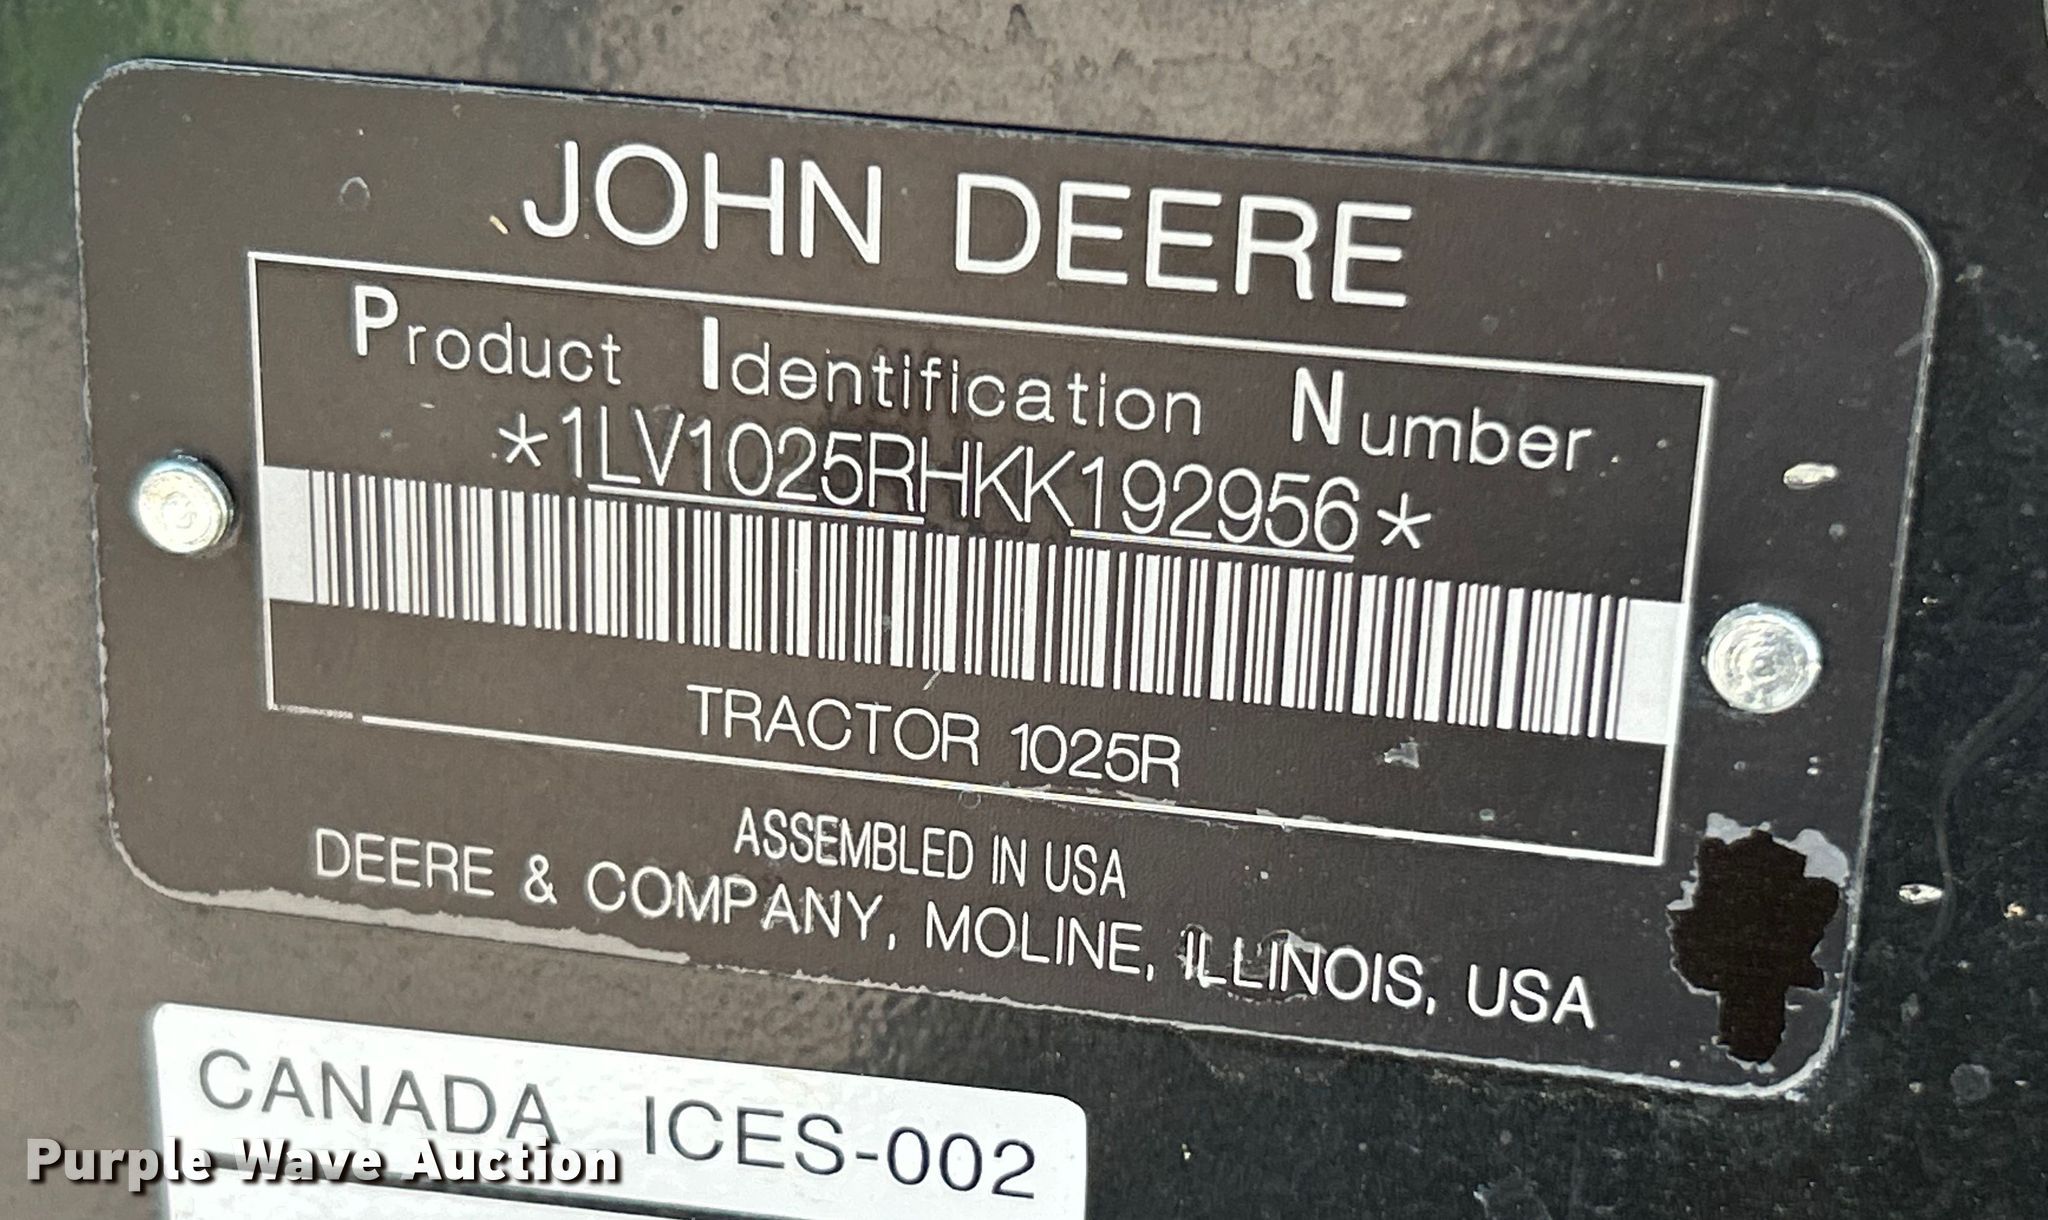 JOHN DEERE
Product Identification Number
*1LV1025RHKK192956*
TRACTOR 1025R
ASSEMBLED IN USA
DEERE & COMPANY, MOLINE, ILLINOIS, USA
CANADA ICES-002
Purple Wave Auction